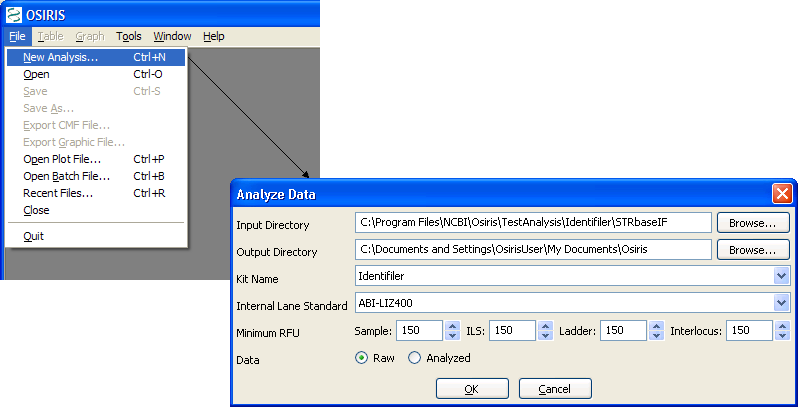 OSIRIS
File Table Graph Tools Window Help
New Analysis... Ctrl+N
Open Ctrl-O
Save Ctrl-S
Save As...
Export CMF File...
Export Graphic File...
Open Plot File... Ctrl+P
Open Batch File... Ctrl+B
Recent Files... Ctrl+R
Close
Quit
Analyze Data
Input Directory C:\Program Files\NCBI\Osiris\TestAnalysis\Identifiler\STRbaseIF Browse...
Output Directory C:\Documents and Settings\OsirisUser\My Documents\Osiris Browse...
Kit Name Identifiler
Internal Lane Standard ABI-LIZ400
Minimum RFU Sample: 150 ILS: 150 Ladder: 150 Interlocus: 150
Data Raw Analyzed
OK Cancel